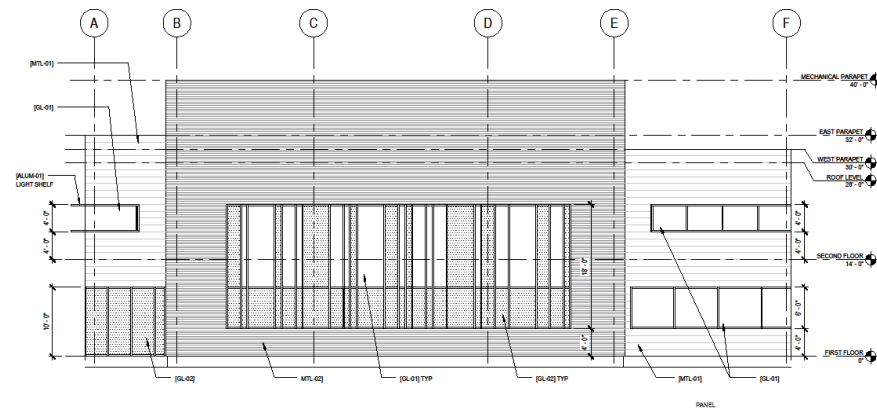 A B C D E F
[MTL-01]
[GL-01]
[ALUM-01]
LIGHT SHELF
MECHANICAL PARAPET
40' - 0"
EAST PARAPET
32' - 0"
WEST PARAPET
30' - 0"
ROOF LEVEL
28' - 0"
4' - 0"
4' - 0"
10' - 0"
18' - 0"
4' - 0"
4' - 0"
4' - 0"
6' - 0"
4' - 0"
SECOND FLOOR
14' - 0"
FIRST FLOOR
0"
[GL-02]
MTL-02]
[GL-01] TYP
[GL-02] TYP
[MTL-01]
[GL-01]
PANEL